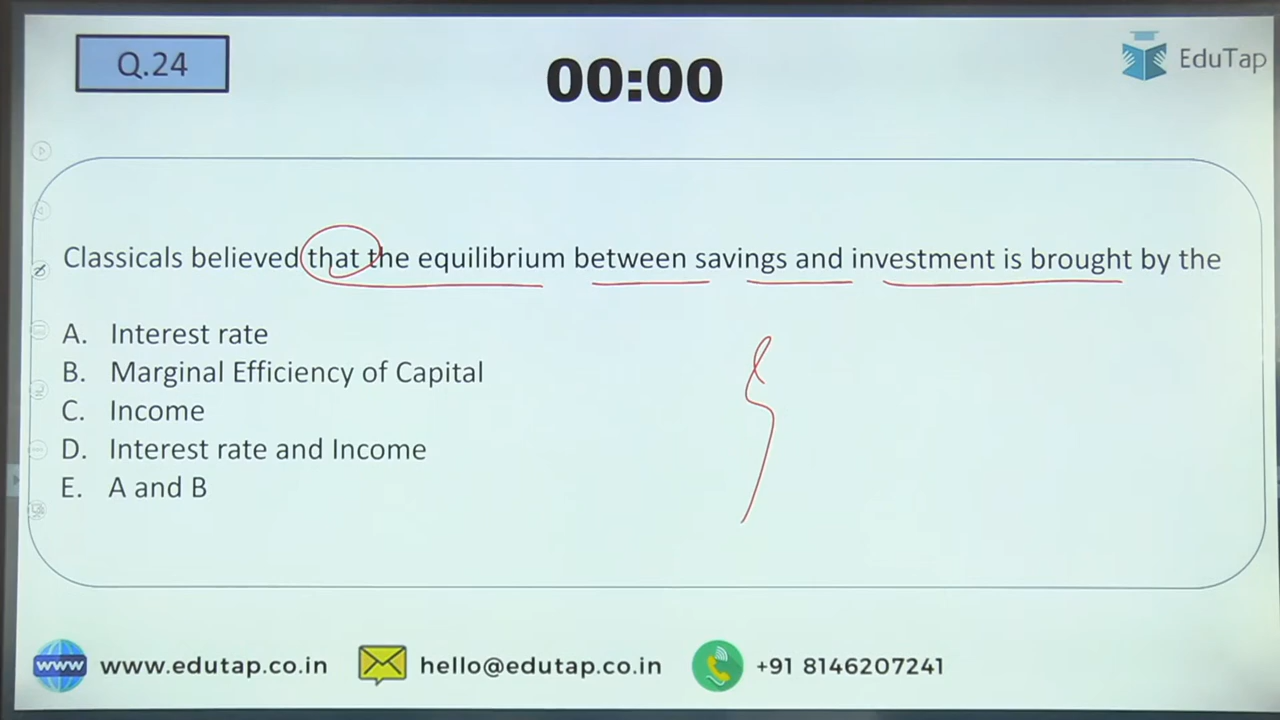 Q.24
00:00
EduTap
Classicals believed that the equilibrium between savings and investment is brought by the
A. Interest rate
B. Marginal Efficiency of Capital
C. Income
D. Interest rate and Income
E. A and B
www www.edutap.co.in
hello@edutap.co.in
+91 8146207241